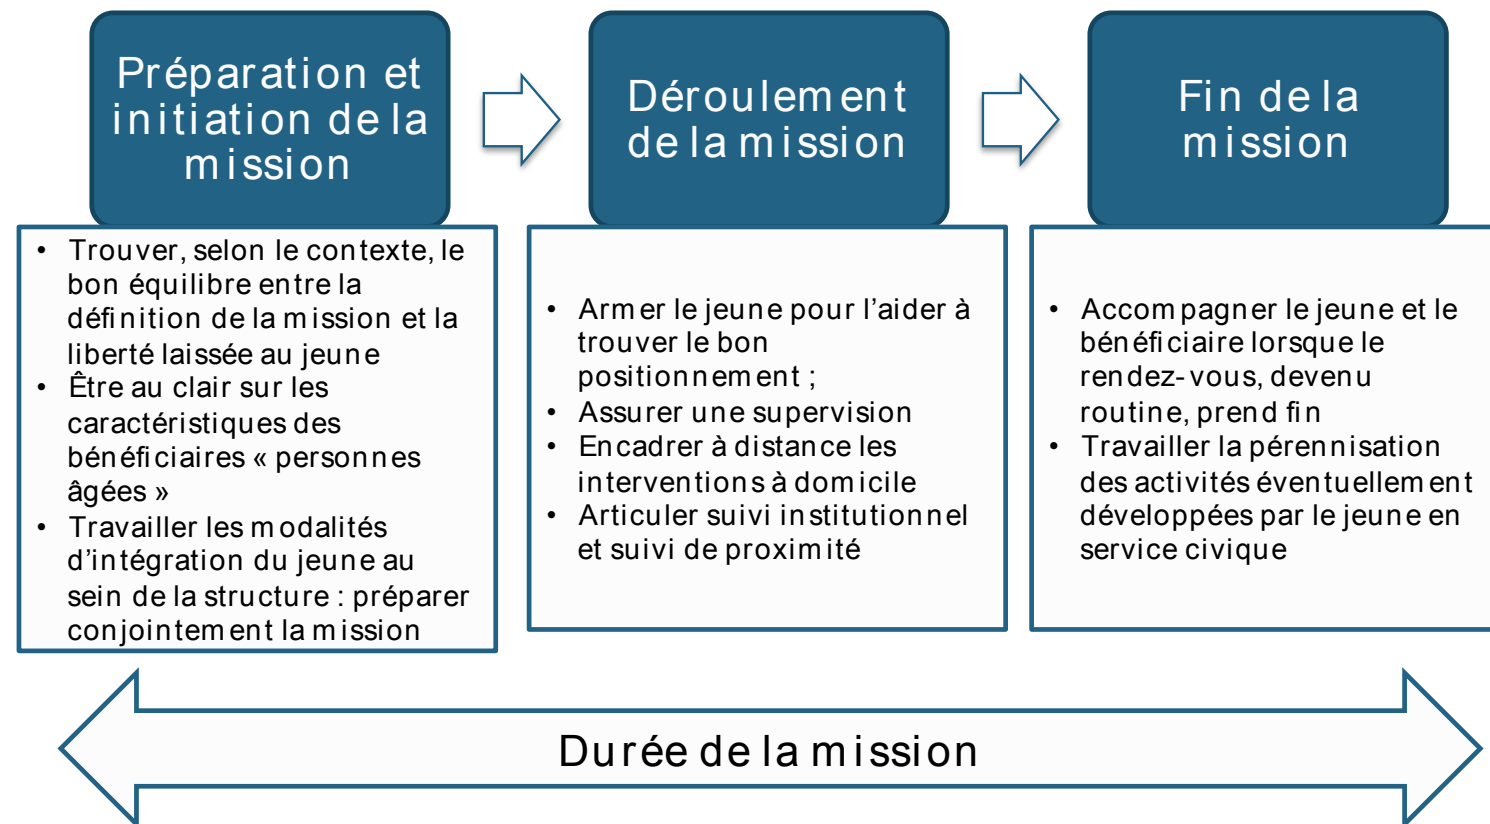 Préparation et
initiation de la
mission
Déroulement
de la mission
Fin de la
mission
• Trouver, selon le contexte, le
bon équilibre entre la
définition de la mission et la
liberté laissée au jeune
• Être au clair sur les
caractéristiques des
bénéficiaires « personnes
âgées »
• Travailler les modalités
d’intégration du jeune au
sein de la structure : préparer
conjointement la mission
• Armer le jeune pour l’aider à
trouver le bon
positionnement ;
• Assurer une supervision
• Encadrer à distance les
interventions à domicile
• Articuler suivi institutionnel
et suivi de proximité
• Accompagner le jeune et le
bénéficiaire lorsque le
rendez-vous, devenu
routine, prend fin
• Travailler la pérennisation
des activités éventuellement
développées par le jeune en
service civique
Durée de la mission